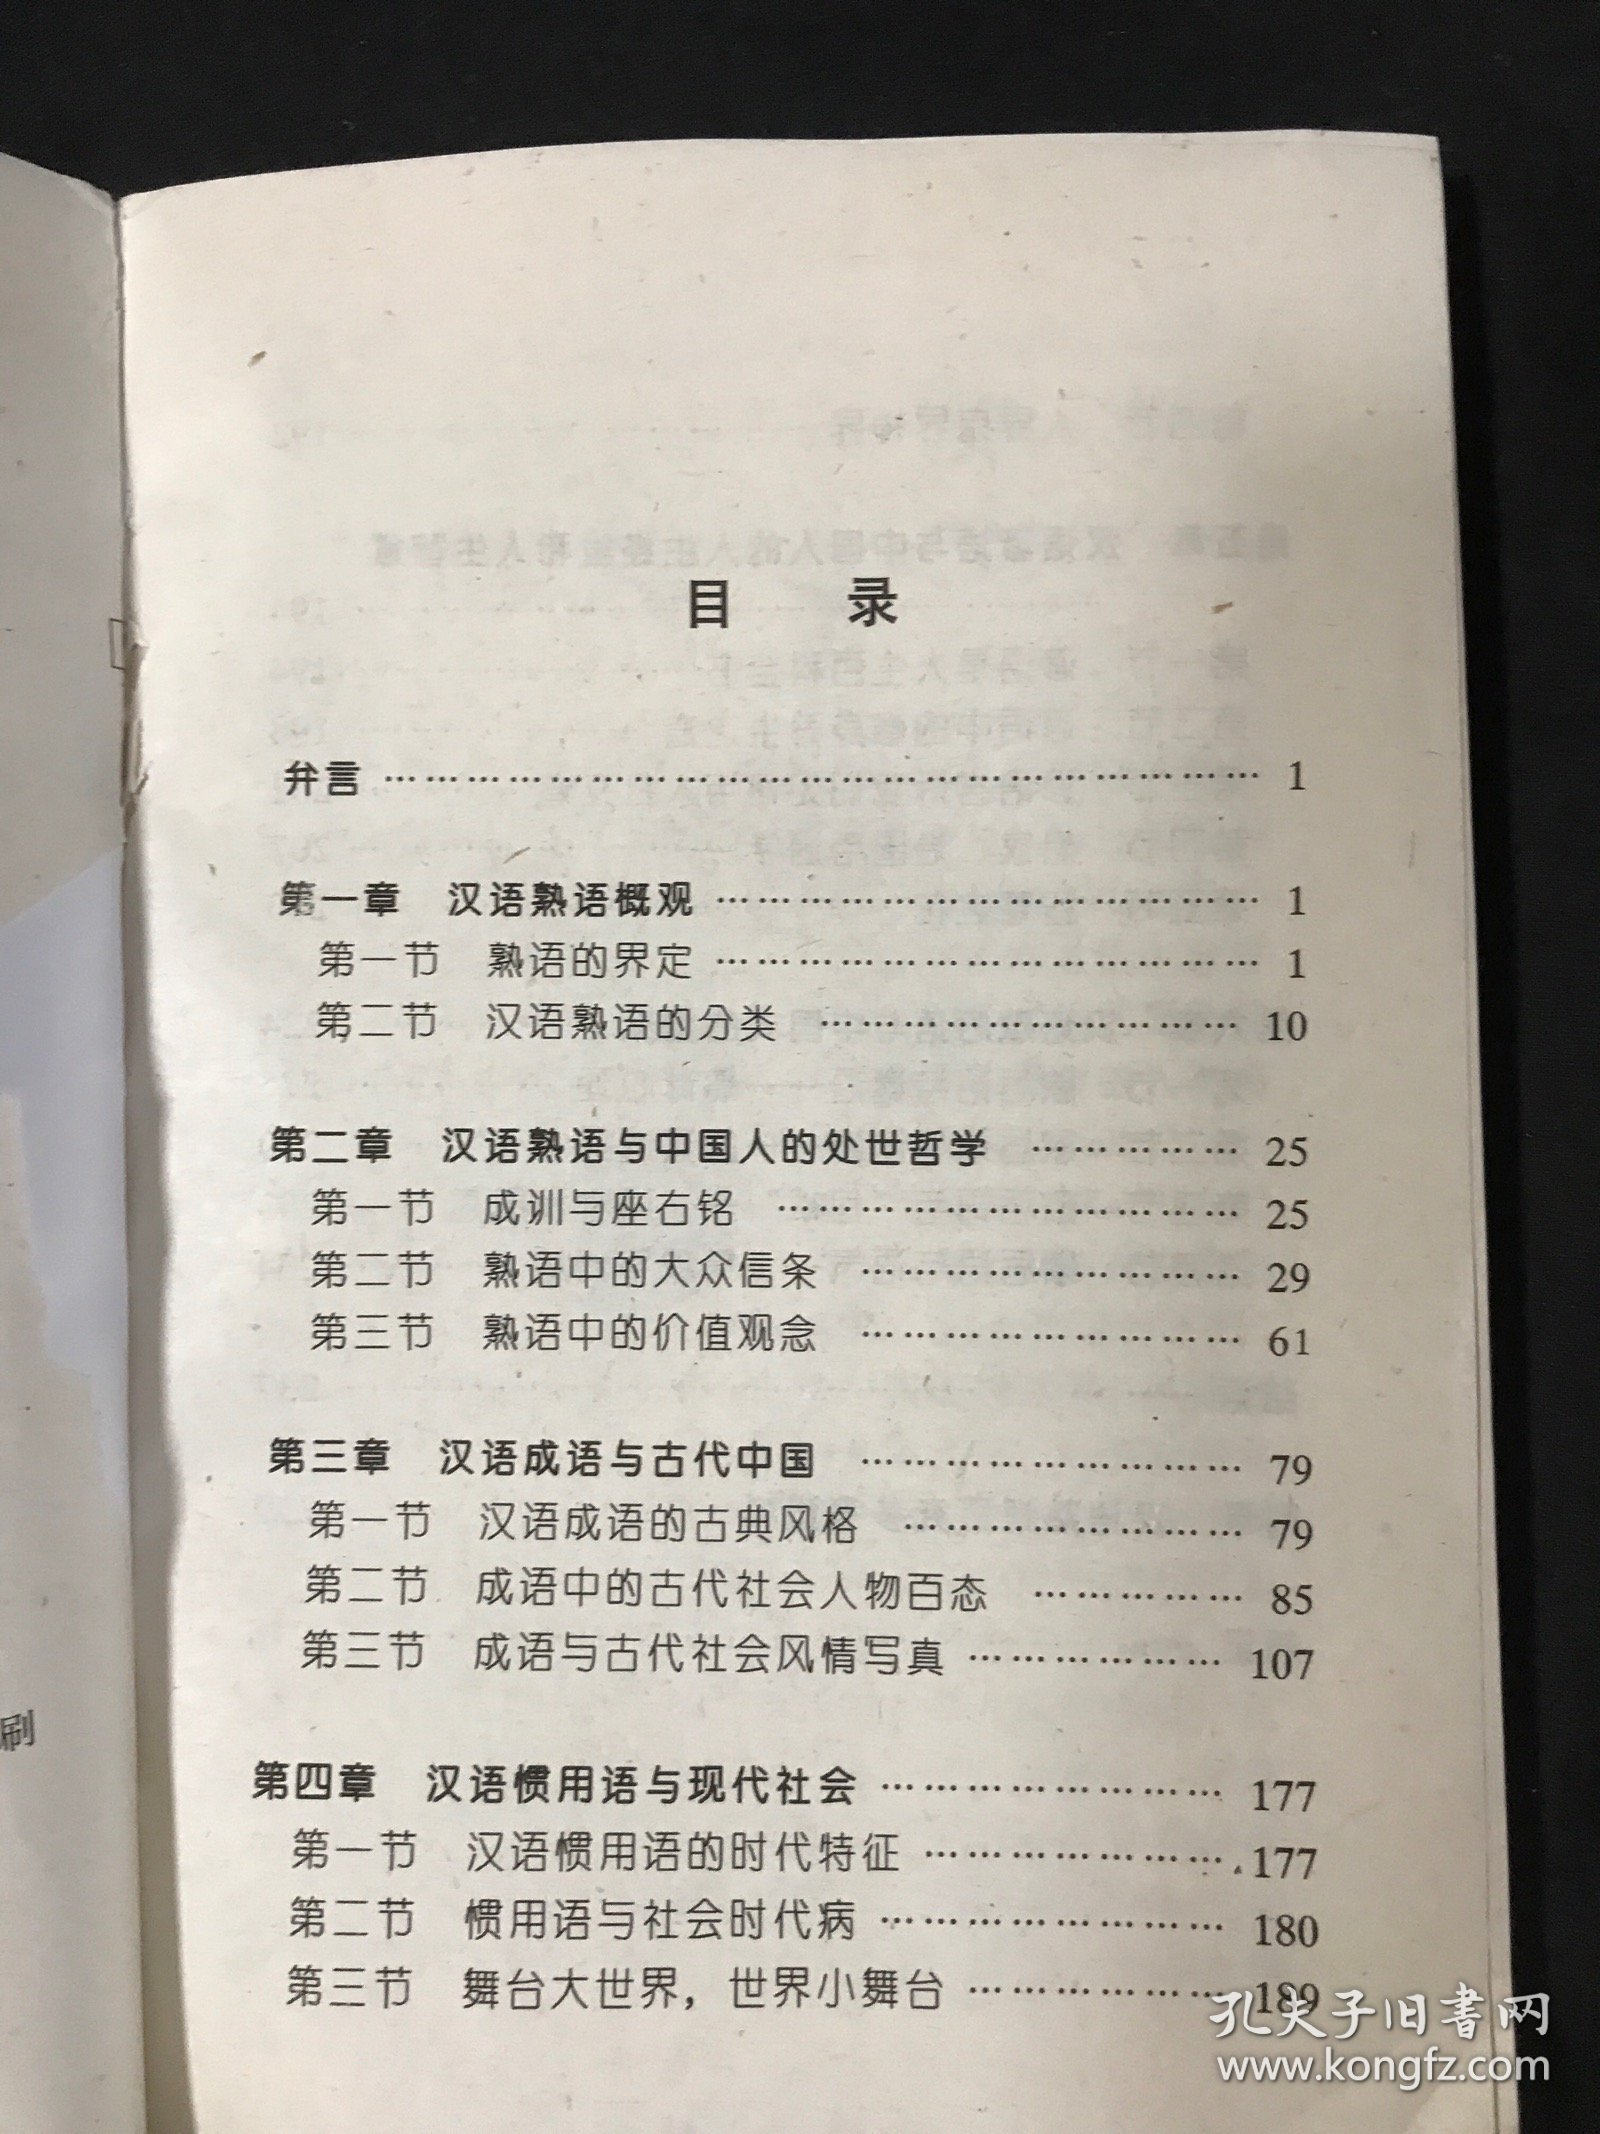 目 录
弁言 …………………………………………………… 1
第一章 汉语熟语概观 ………………………………… 1
第一节 熟语的界定 ………………………………… 1
第二节 汉语熟语的分类 ………………………… 10
第二章 汉语熟语与中国人的处世哲学 …………… 25
第一节 成训与座右铭 …………………………… 25
第二节 熟语中的大众信条 ……………………… 29
第三节 熟语中的价值观念 ……………………… 61
第三章 汉语成语与古代中国 ……………………… 79
第一节 汉语成语的古典风格 …………………… 79
第二节 成语中的古代社会人物百态 …………… 85
第三节 成语与古代社会风情写真 ……………… 107
第四章 汉语惯用语与现代社会 …………………… 177
第一节 汉语惯用语的时代特征 ………………… 177
第二节 惯用语与社会时代病 …………………… 180
第三节 舞台大世界，世界小舞台 ……………… 189
刷
孔夫子旧书网
www.kongfz.com